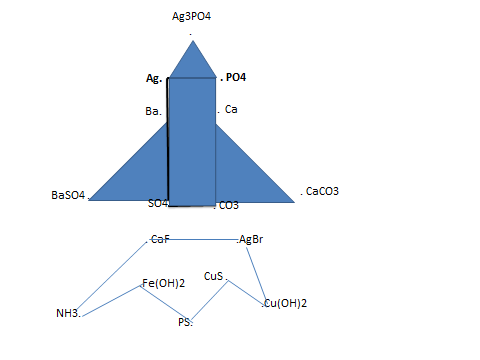 Ag3PO4
.
Ag. . PO4
Ba. . Ca
BaSO4 . . CaCO3
SO4. . CO3
. CaF .AgBr
.Fe(OH)2 CuS .
NH3. .Cu(OH)2
PS.